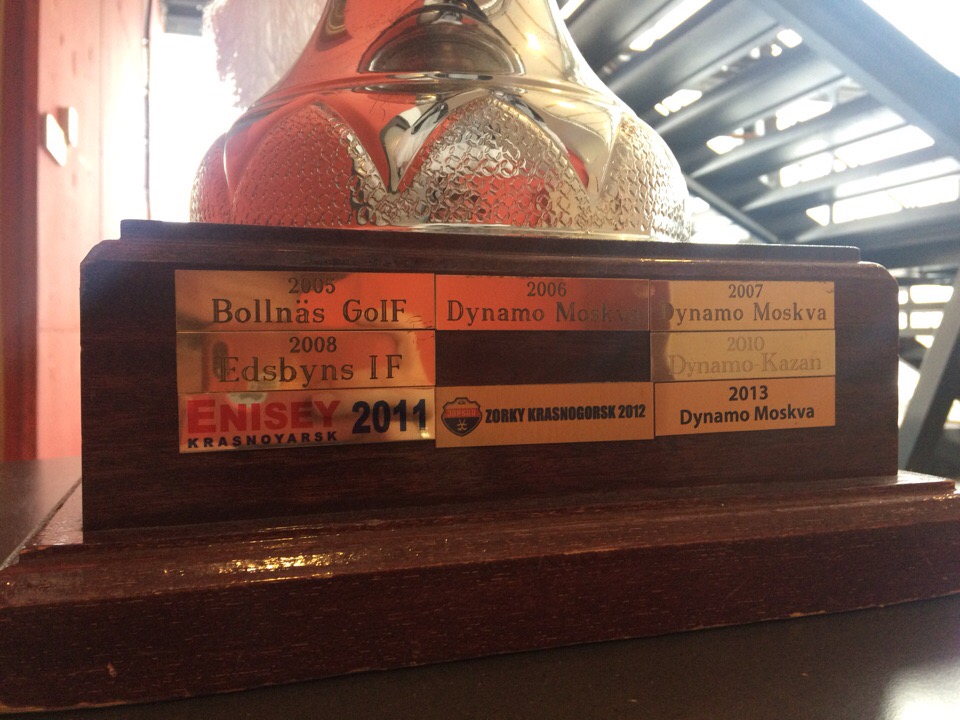 2005
Bollnäs GoIF
2006
Dynamo Moskva
2007
Dynamo Moskva
2008
Edsbyns IF
2010
Dynamo-Kazan
ENISEY 2011
KRASNOYARSK
ZORKY KRASNOGORSK 2012
2013
Dynamo Moskva